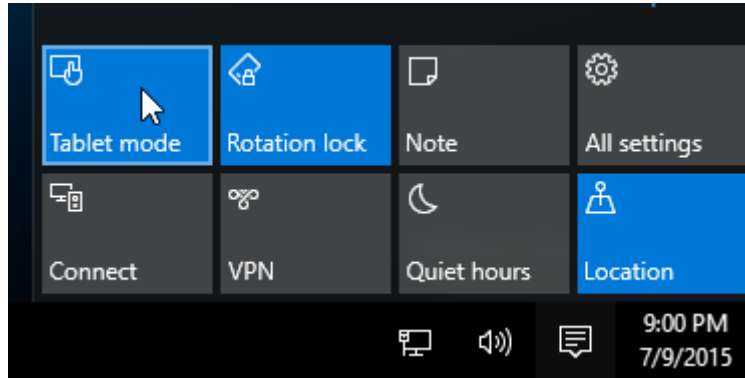 Tablet mode
Rotation lock
Note
All settings
Connect
VPN
Quiet hours
Location
9:00 PM
7/9/2015